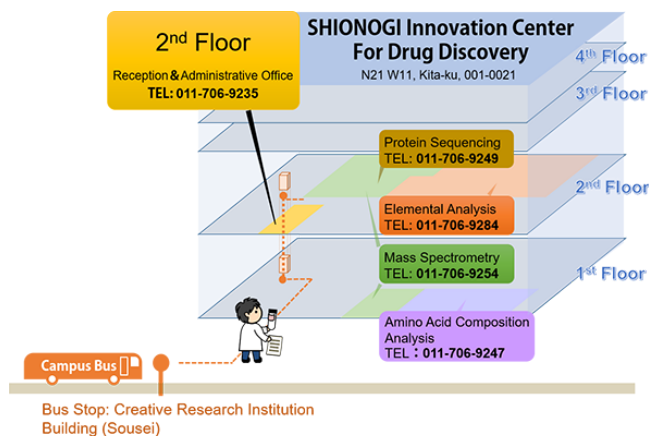 SHIONOGI Innovation Center
For Drug Discovery
N21 W11, Kita-ku, 001-0021
2nd Floor
Reception & Administrative Office
TEL: 011-706-9235
4th Floor
3rd Floor
Protein Sequencing
TEL: 011-706-9249
2nd Floor
Elemental Analysis
TEL: 011-706-9284
Mass Spectrometry
TEL: 011-706-9254
1st Floor
Amino Acid Composition
Analysis
TEL：011-706-9247
Campus Bus
Bus Stop: Creative Research Institution
Building (Sousei)